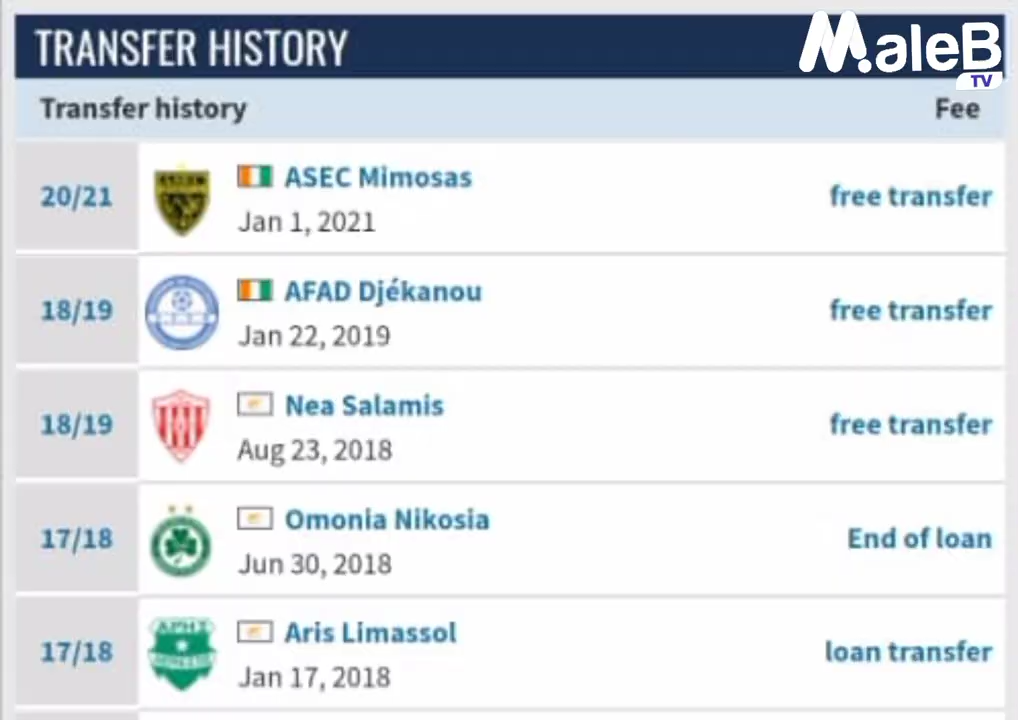 TRANSFER HISTORY
MaleB
TV
Transfer history Fee
20/21 ASEC Mimosas free transfer
Jan 1, 2021
18/19 AFAD Djékanou free transfer
Jan 22, 2019
18/19 Nea Salamis free transfer
Aug 23, 2018
17/18 Omonia Nikosia End of loan
Jun 30, 2018
ΑΡΗΣ
17/18 Aris Limassol loan transfer
Jan 17, 2018